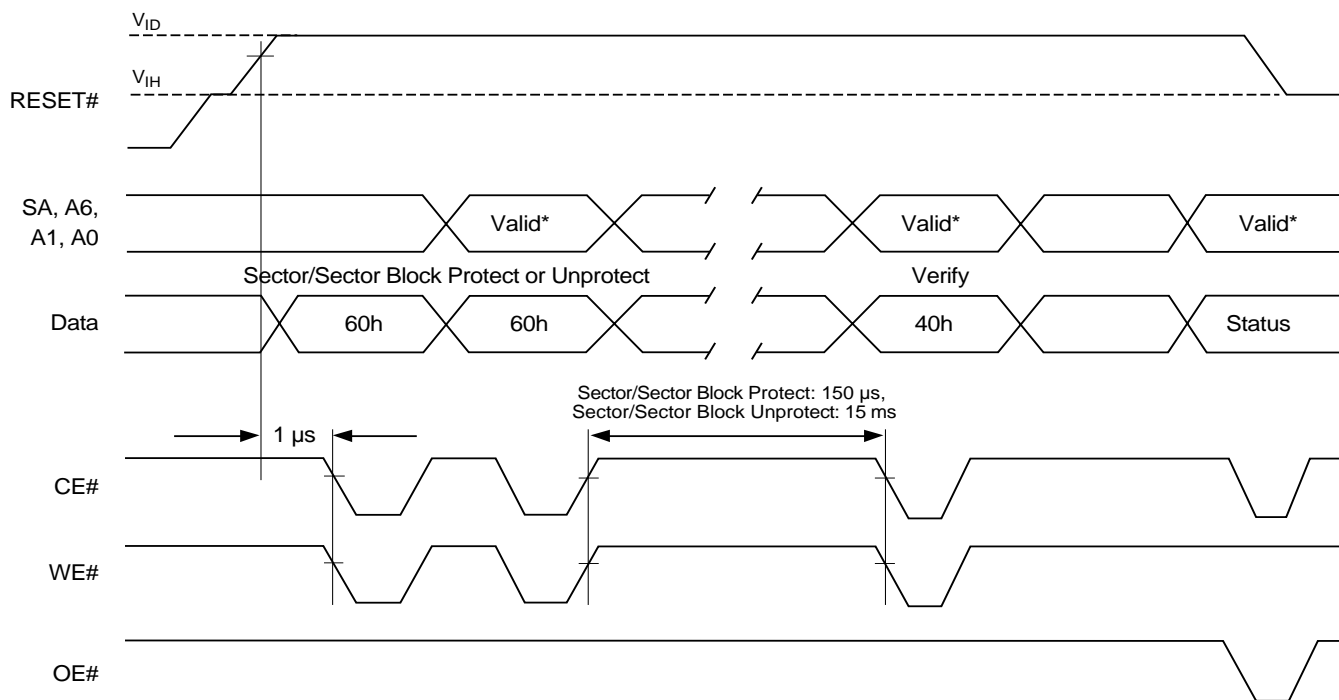 VID
VIH
RESET#
SA, A6,
A1, A0
Valid*
Valid*
Valid*
Sector/Sector Block Protect or Unprotect
Verify
Data
60h
60h
40h
Status
Sector/Sector Block Protect: 150 µs,
Sector/Sector Block Unprotect: 15 ms
1 µs
CE#
WE#
OE#